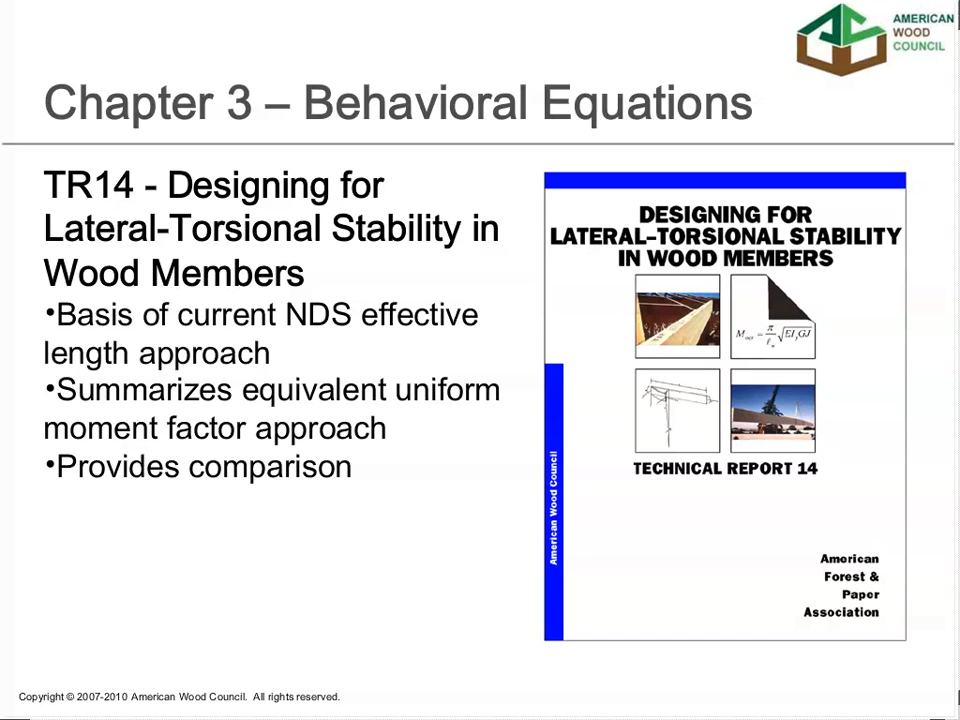 AMERICAN
WOOD
COUNCIL
Chapter 3 – Behavioral Equations
TR14 - Designing for
Lateral-Torsional Stability in
Wood Members
•Basis of current NDS effective
length approach
•Summarizes equivalent uniform
moment factor approach
•Provides comparison
DESIGNING FOR
LATERAL–TORSIONAL STABILITY
IN WOOD MEMBERS
TECHNICAL REPORT 14
American Wood Council
American
Forest &
Paper
Association
Copyright © 2007-2010 American Wood Council. All rights reserved.